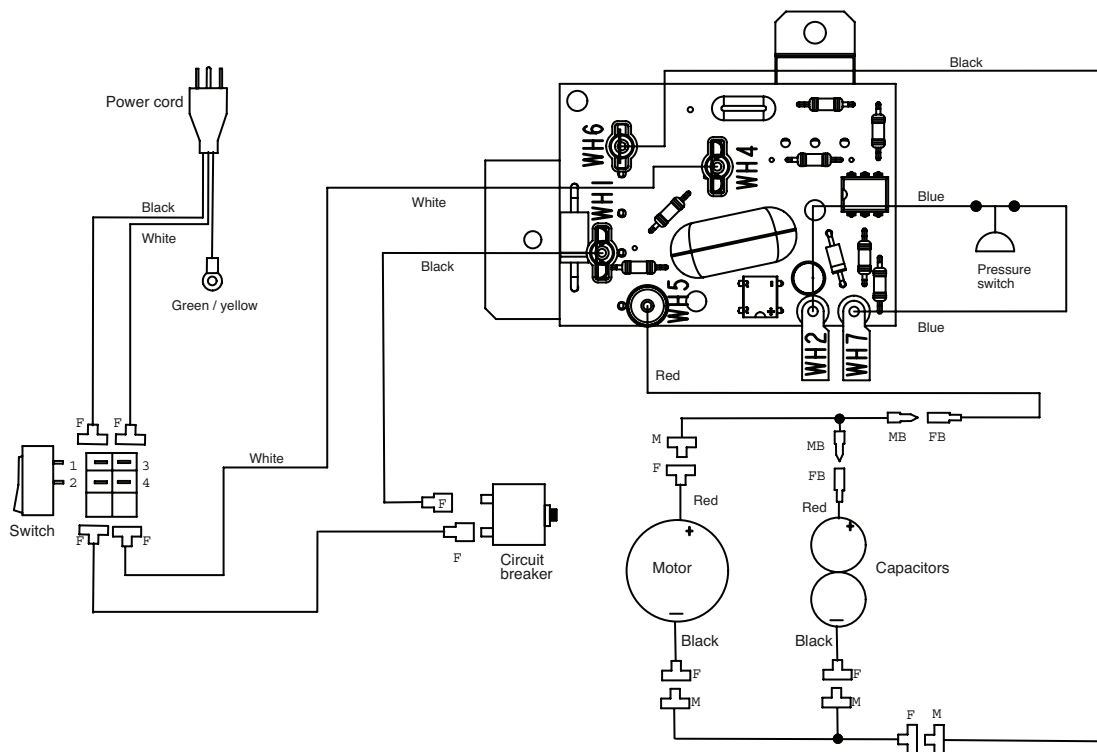 Black
Power cord
WH6
WH4
WH1
Black
White
White
Blue
Black
Pressure
switch
Green / yellow
WH5
Blue
WH2
WH7
Red
F
F
M
MB
FB
MB
F
FB
1
3
2
4
White
F
Red
Red
Switch
F
F
F
Circuit
breaker
+
+
Motor
Capacitors
Black
Black
F
F
M
M
F
M